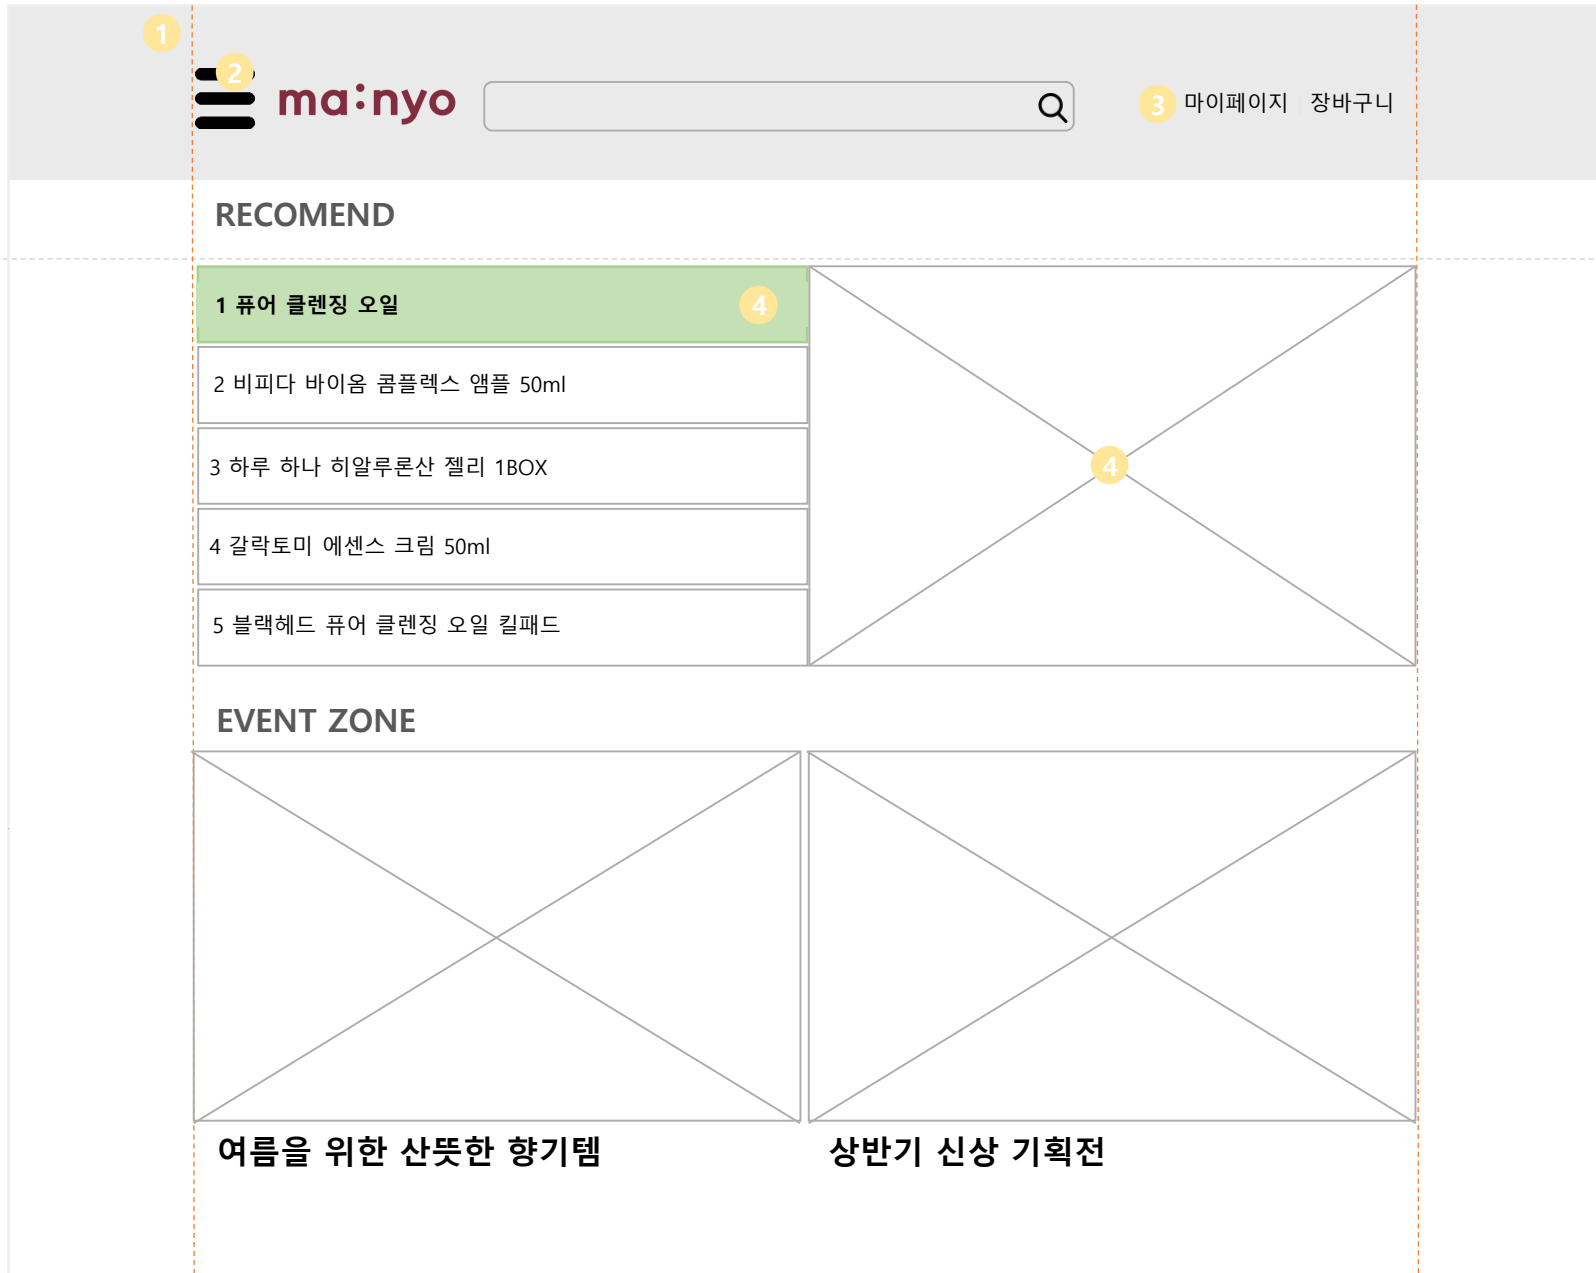 1
2
ma:nyo
3 마이페이지 장바구니
RECOMEND
1 퓨어 클렌징 오일 4
2 비피다 바이옴 콤플렉스 앰플 50ml
3 하루 하나 히알루론산 젤리 1BOX
4
4 갈락토미 에센스 크림 50ml
5 블랙헤드 퓨어 클렌징 오일 킬패드
EVENT ZONE
여름을 위한 산뜻한 향기템
상반기 신상 기획전